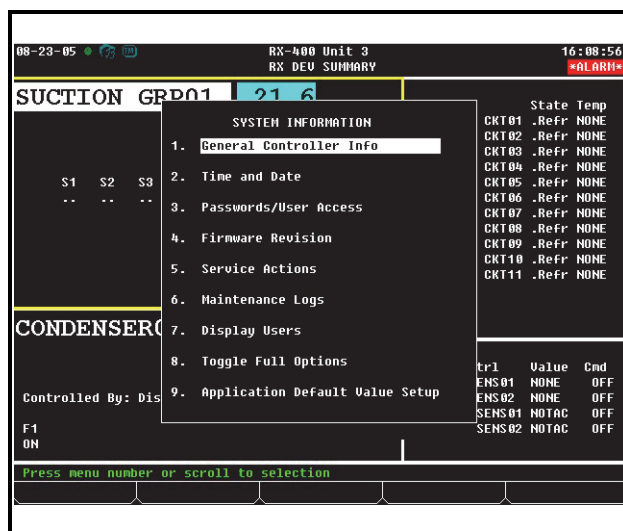 08-23-05 RX-400 Unit 3 16:08:56
RX DEV SUMMARY *ALARM*
SUCTION GRP01 21.6
State Temp
CKT01 .Refr NONE
CKT02 .Refr NONE
CKT03 .Refr NONE
CKT04 .Refr NONE
CKT05 .Refr NONE
CKT06 .Refr NONE
CKT07 .Refr NONE
CKT08 .Refr NONE
CKT09 .Refr NONE
CKT10 .Refr NONE
CKT11 .Refr NONE
S1 S2 S3
-- -- --
SYSTEM INFORMATION
1. General Controller Info
2. Time and Date
3. Passwords/User Access
4. Firmware Revision
5. Service Actions
6. Maintenance Logs
7. Display Users
8. Toggle Full Options
9. Application Default Value Setup
CONDENSER
Controlled By: Dis
F1
ON
trl Value Cmd
ENS01 NONE OFF
ENS02 NONE OFF
SENS01 NOTAC OFF
SENS02 NOTAC OFF
Press menu number or scroll to selection